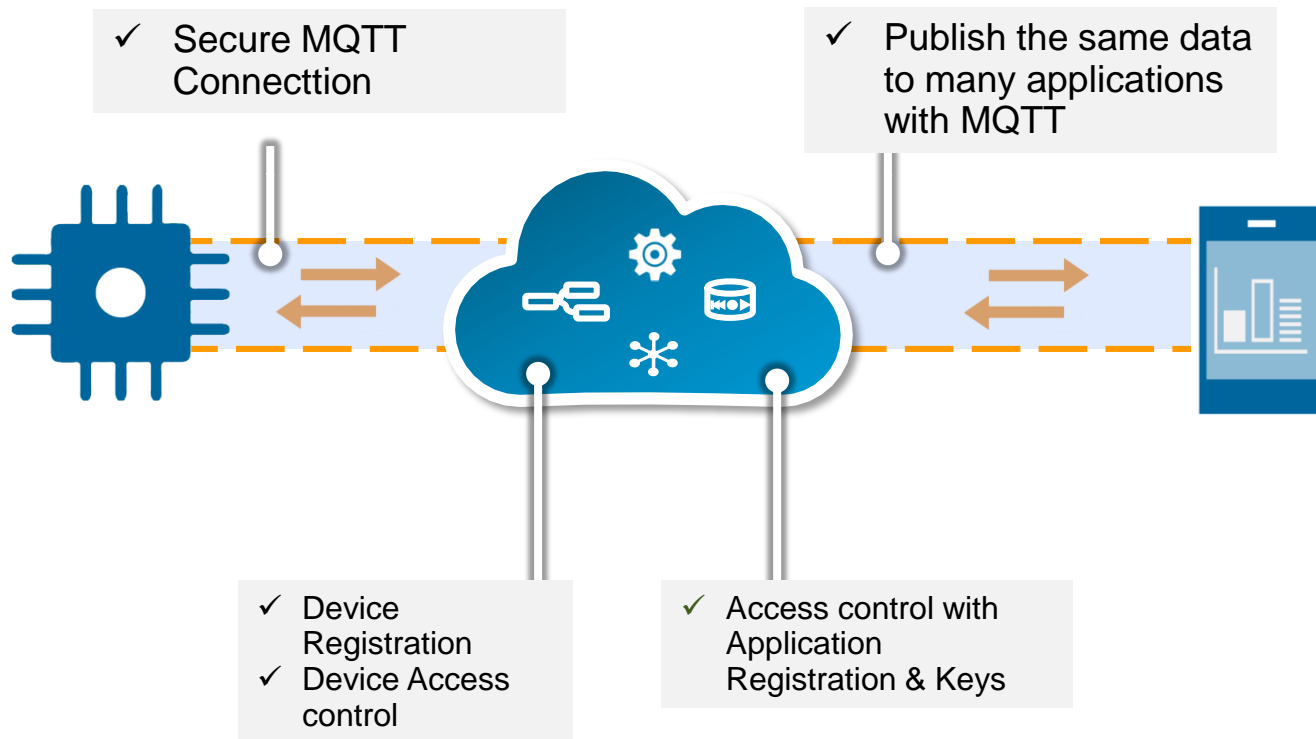 ✓ Secure MQTT
Connecttion
✓ Publish the same data
to many applications
with MQTT
✓ Device
Registration
✓ Device Access
control
✓ Access control with
Application
Registration & Keys